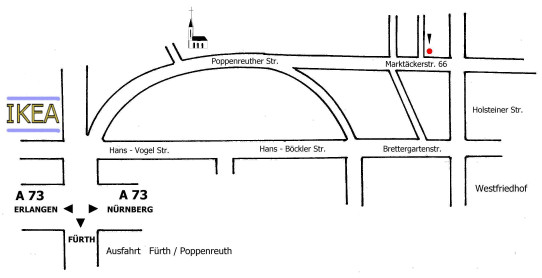 Poppenreuther Str.
Marktäckerstr. 66
IKEA
Holsteiner Str.
Hans - Vogel Str.
Hans - Böckler Str.
Brettergartenstr.
Westfriedhof
A 73
ERLANGEN
A 73
NÜRNBERG
FÜRTH
Ausfahrt Fürth / Poppenreuth